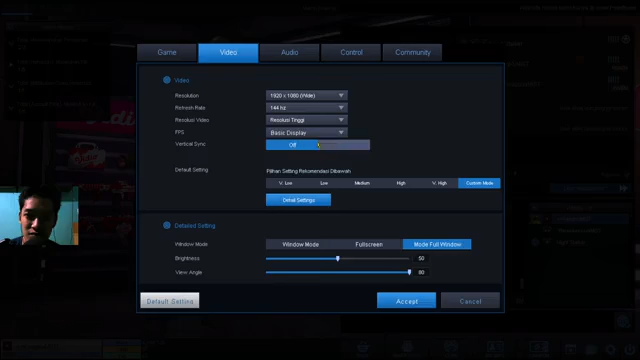 Game Video Audio Control Community
Video
Resolution 1920 x 1080 (Wide)
Refresh Rate 144 hz
Resolusi Video Resolusi Tinggi
FPS Basic Display
Vertical Sync Off
Default Setting Pilihan Setting Rekomendasi Dibawah
V. Low Low Medium High V. High Custom Mode
Detail Settings
Detailed Setting
Window Mode Window Mode Fullscreen Mode Full Window
Brightness 50
View Angle 80
Default Setting Accept Cancel